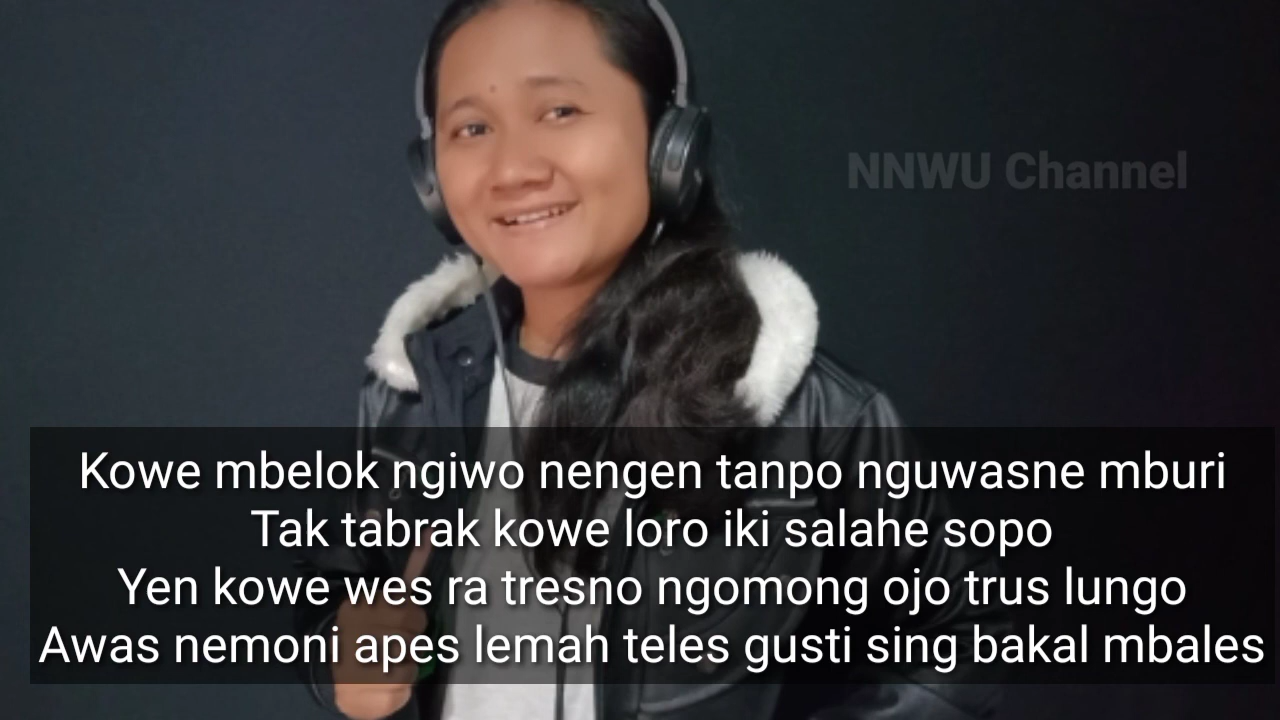 NNWU Channel
Kowe mbelok ngiwo nengen tanpo nguwasne mburi
Tak tabrak kowe loro iki salahe sopo
Yen kowe wes ra tresno ngomong ojo trus lungo
Awas nemoni apes lemah teles gusti sing bakal mbales